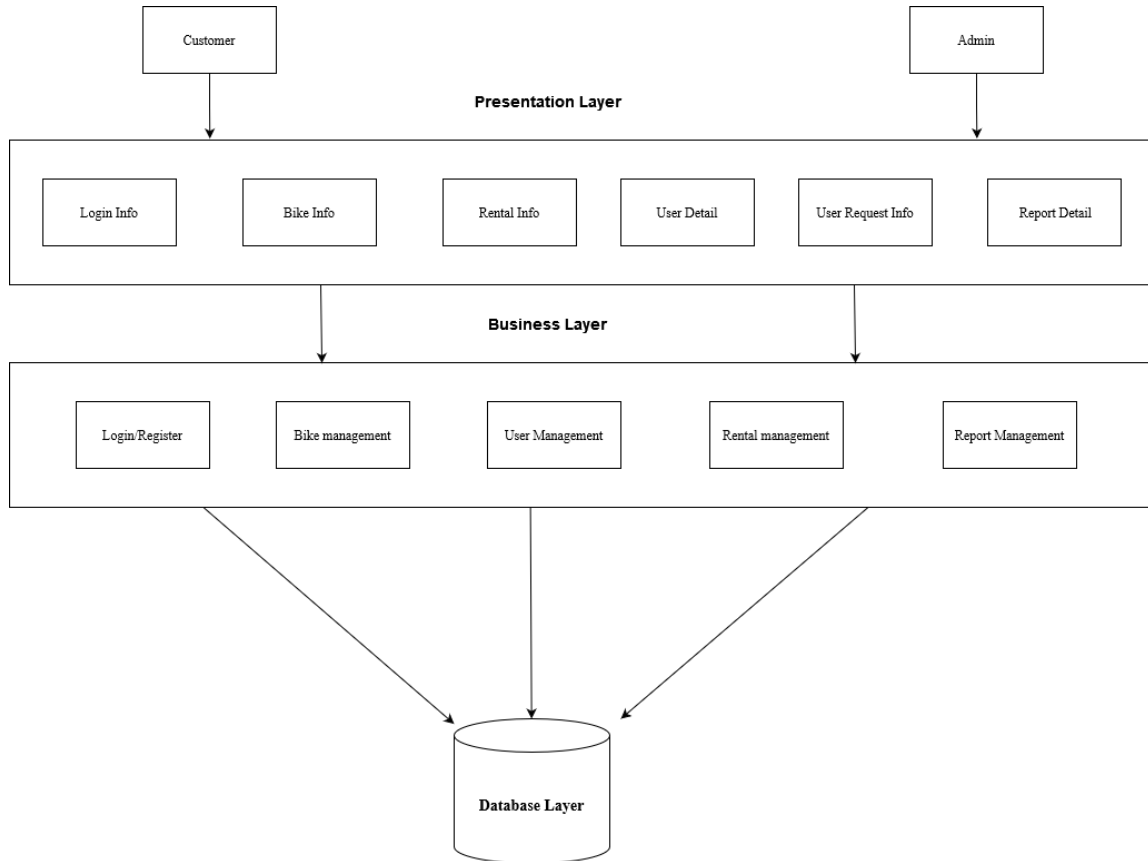 Customer
Admin
Presentation Layer
Login Info
Bike Info
Rental Info
User Detail
User Request Info
Report Detail
Business Layer
Login/Register
Bike management
User Management
Rental management
Report Management
Database Layer